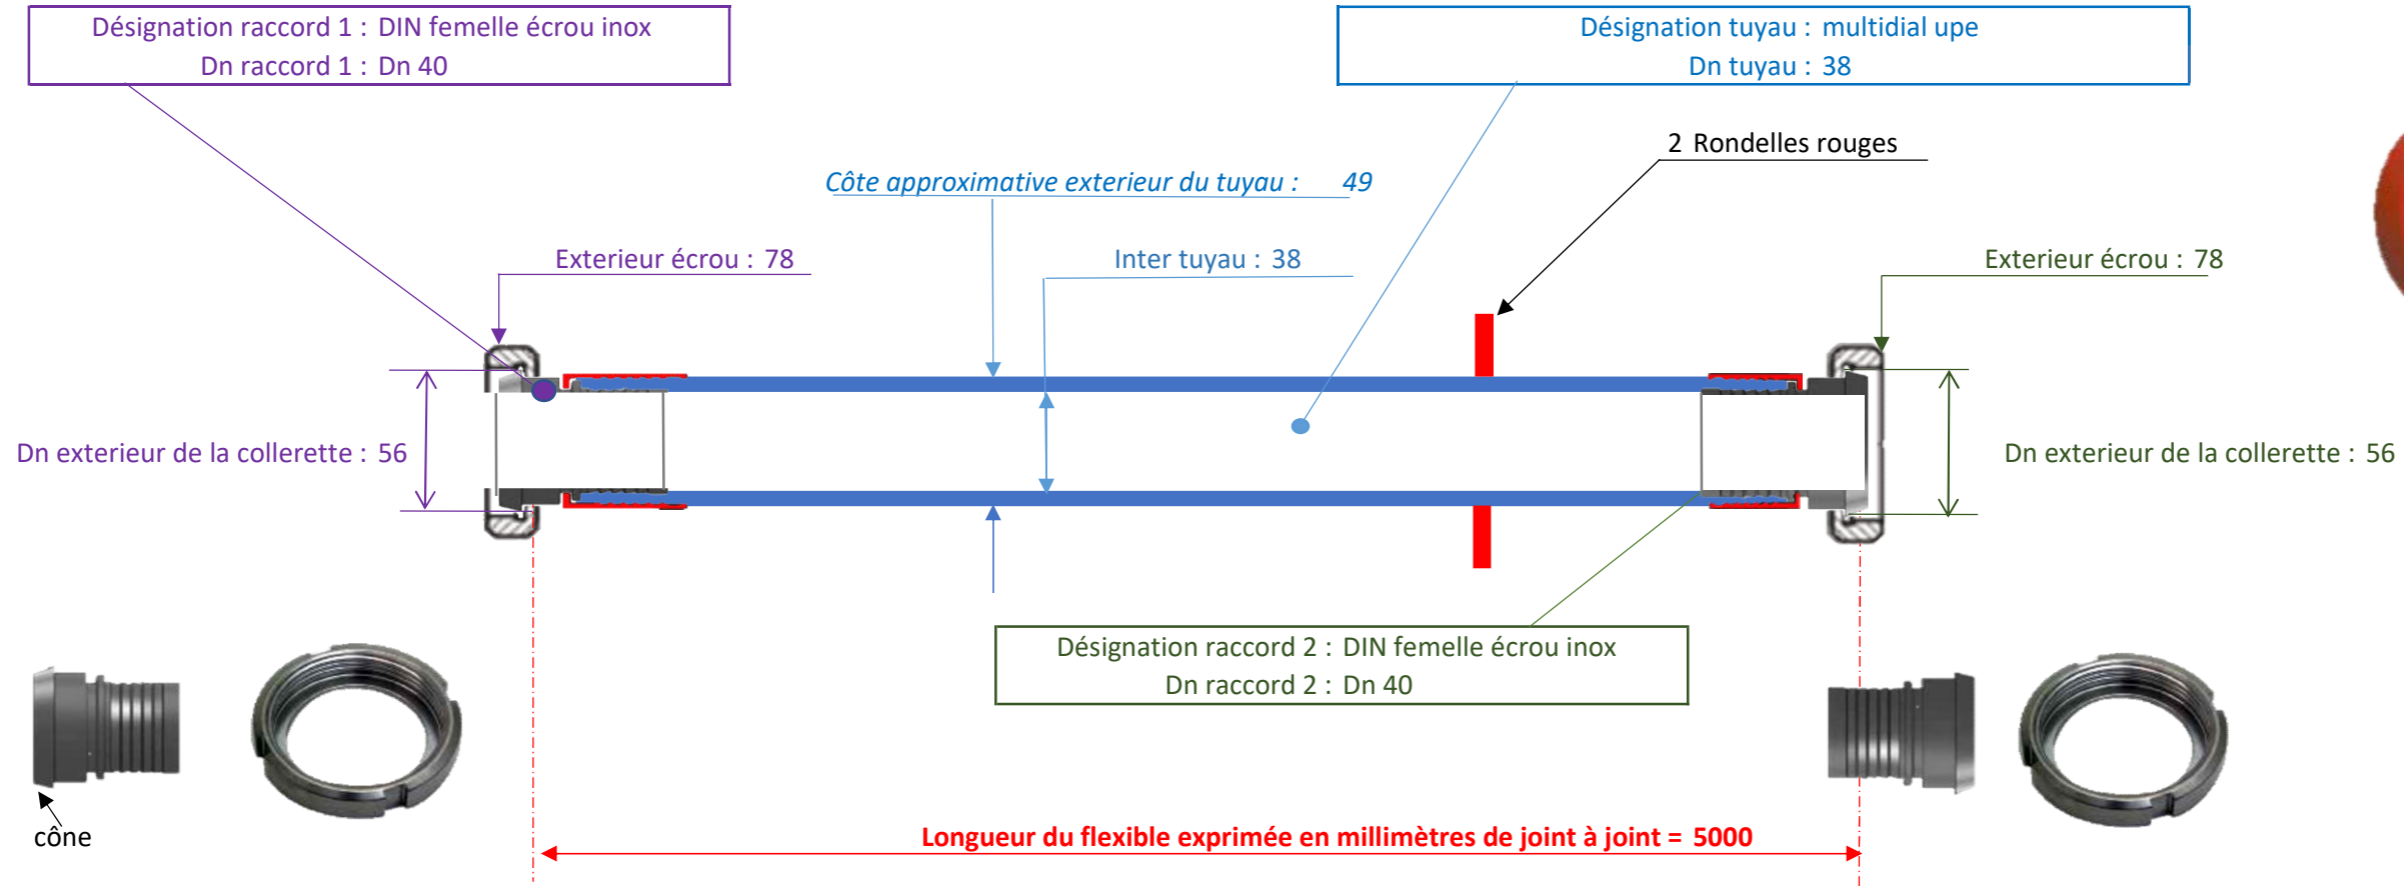 Désignation raccord 1 : DIN femelle écrou inox
Dn raccord 1 : Dn 40
Désignation tuyau : multidial upe
Dn tuyau : 38
2 Rondelles rouges
Côte approximative exterieur du tuyau : 49
Exterieur écrou : 78
Inter tuyau : 38
Exterieur écrou : 78
Dn exterieur de la collerette : 56
Dn exterieur de la collerette : 56
Désignation raccord 2 : DIN femelle écrou inox
Dn raccord 2 : Dn 40
cône
Longueur du flexible exprimée en millimètres de joint à joint = 5000